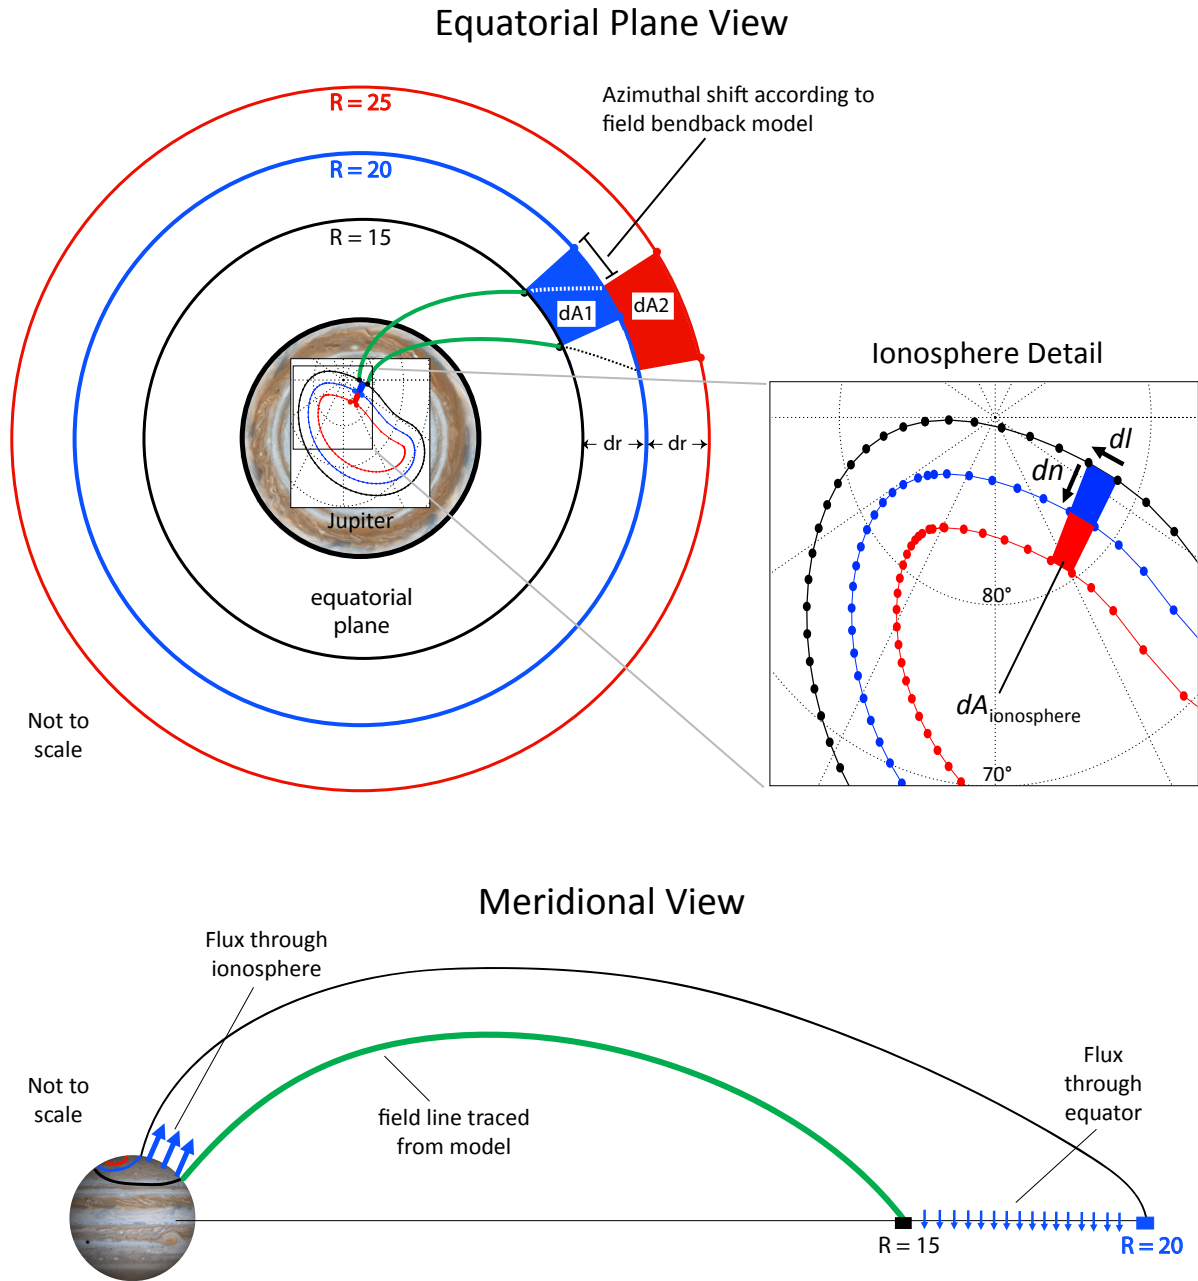 Equatorial Plane View
R = 25
Azimuthal shift according to
field bendback model
R = 20
R = 15
dA1
dA2
Ionosphere Detail
dr
dr
dl
dn
Jupiter
equatorial
plane
80°
dA ionosphere
Not to
scale
70°
Meridional View
Flux through
ionosphere
Flux
through
equator
Not to
scale
field line traced
from model
R = 15
R = 20